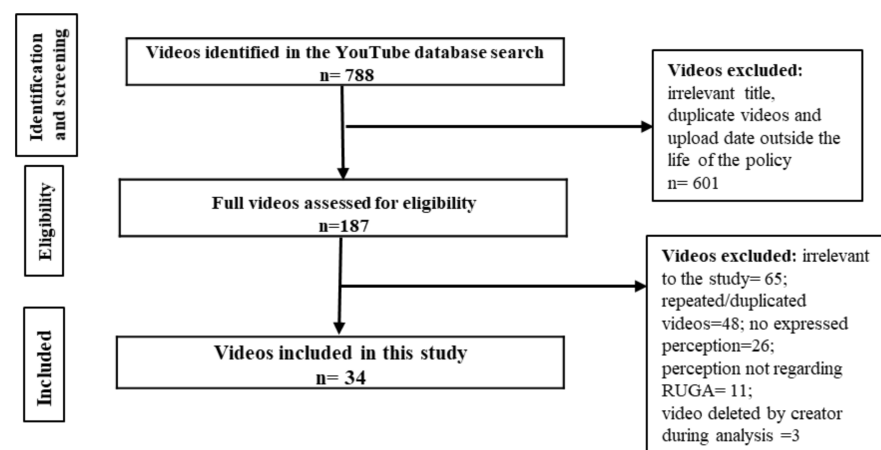 Identification
and screening
Videos identified in the YouTube database search
n= 788
Videos excluded:
irrelevant title,
duplicate videos and
upload date outside the
life of the policy
n= 601
Eligibility
Full videos assessed for eligibility
n=187
Videos excluded: irrelevant
to the study= 65;
repeated/duplicated
videos=48; no expressed
perception=26;
perception not regarding
RUGA= 11;
video deleted by creator
during analysis =3
Included
Videos included in this study
n= 34